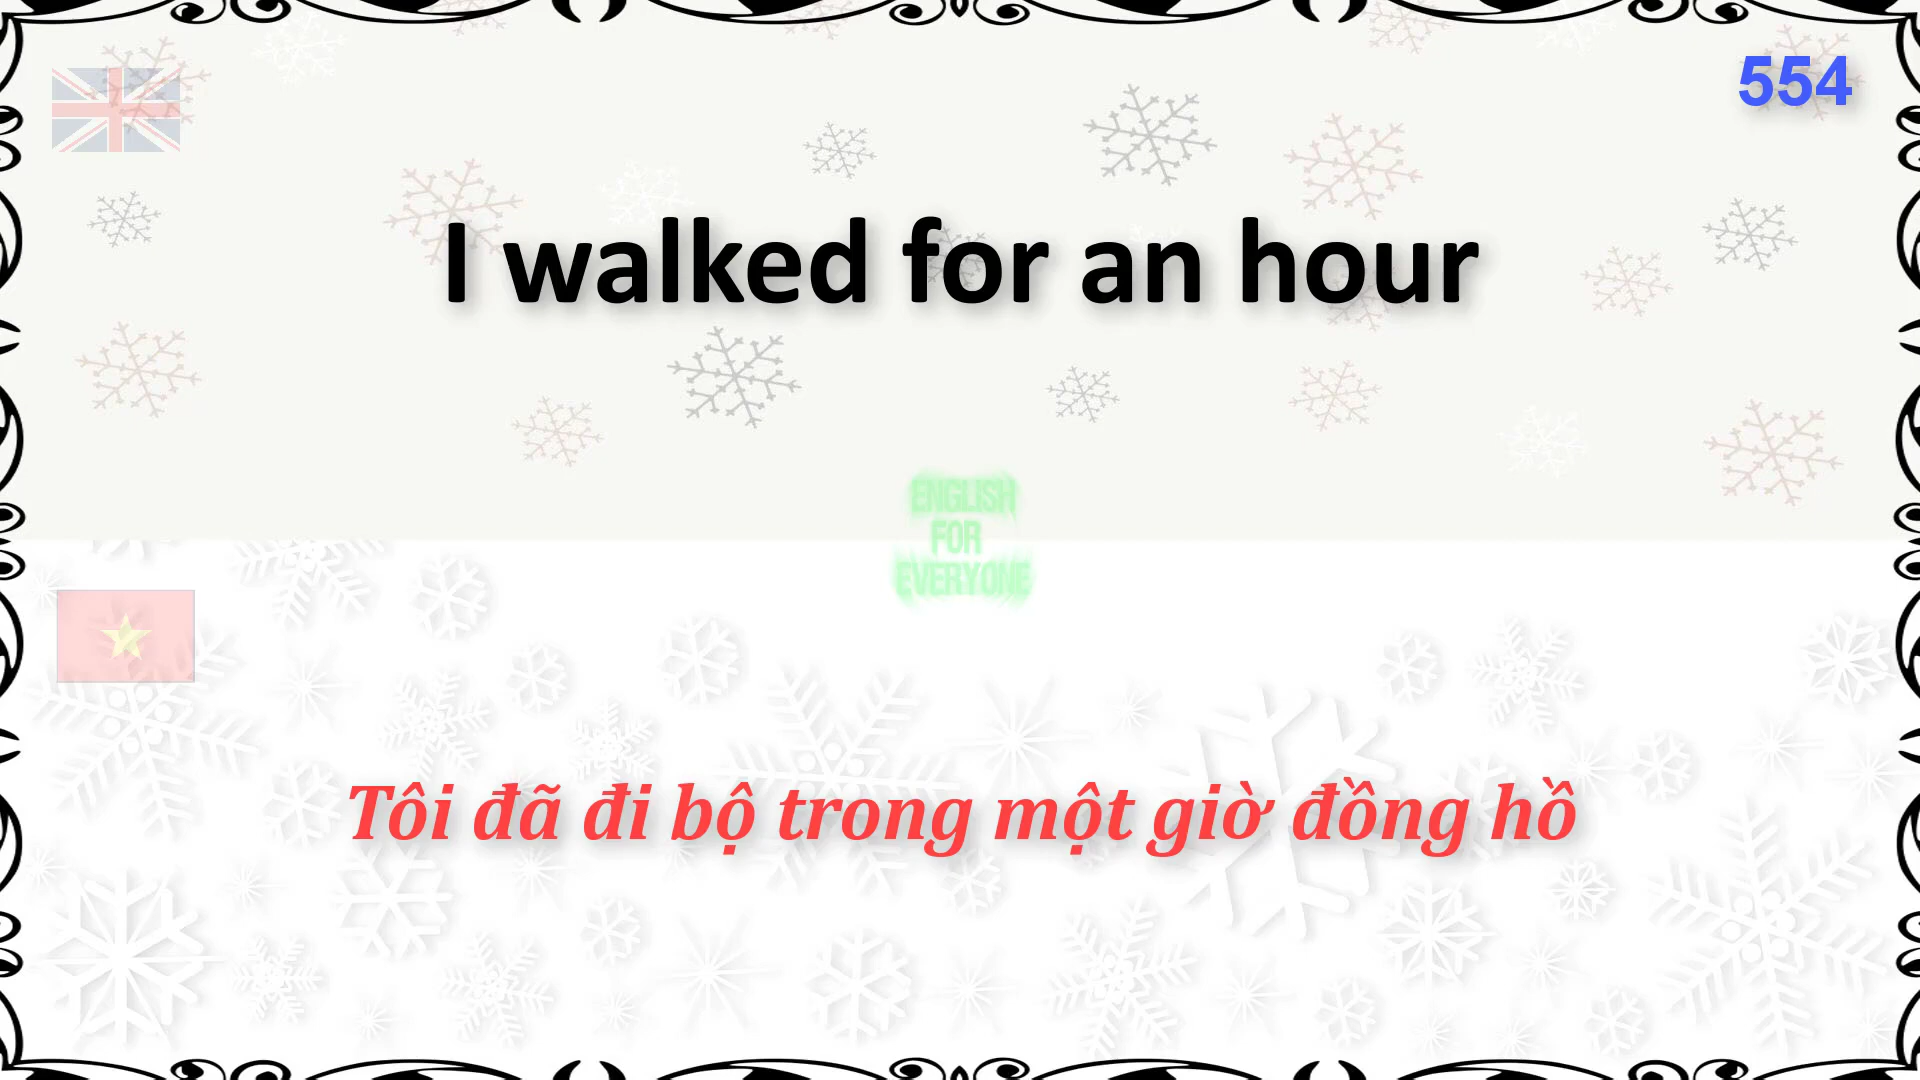 554
I walked for an hour
ENGLISH
FOR
EVERYONE
Tôi đã đi bộ trong một giờ đồng hồ